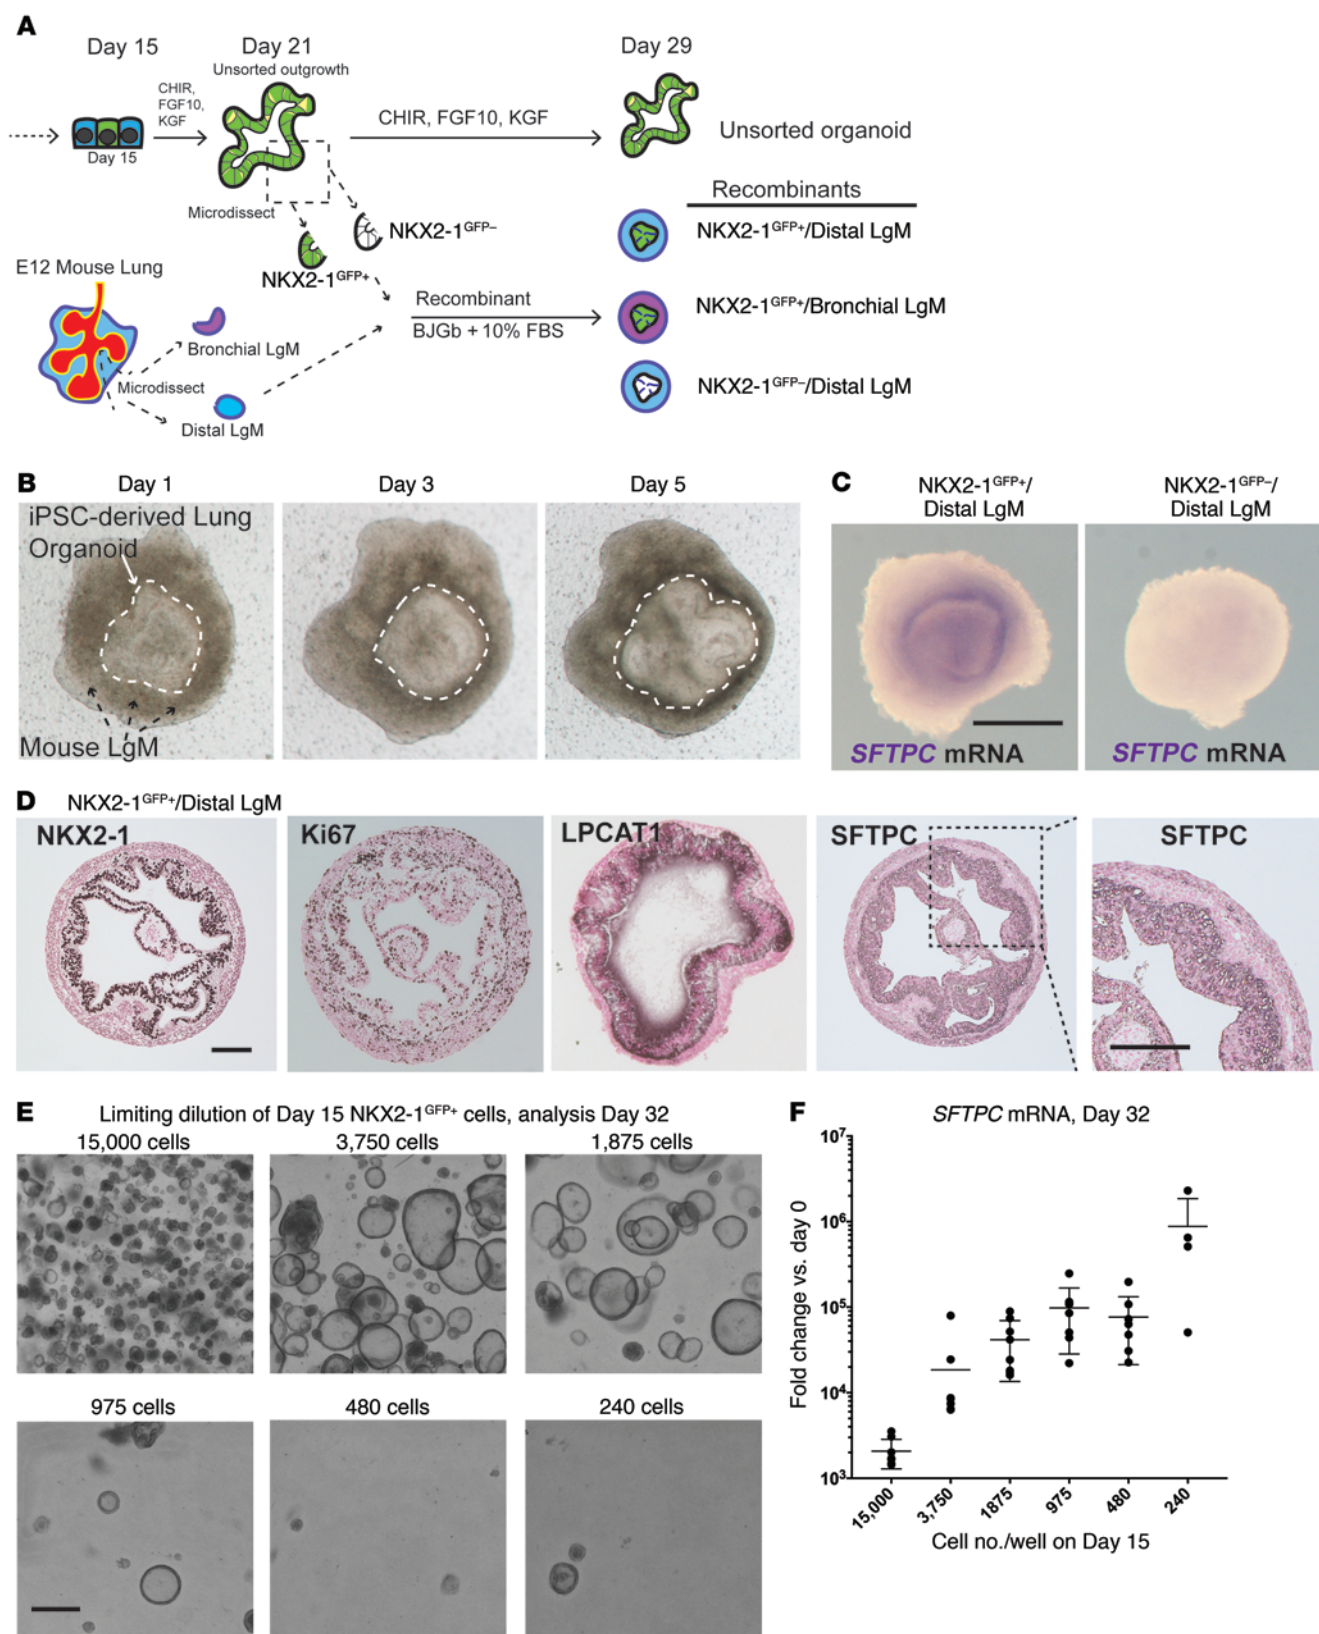 A
Day 15
Day 21
Day 29
Unsorted outgrowth
CHIR,
FGF10,
KGF
CHIR, FGF10, KGF
Unsorted organoid
Day 15
Recombinants
Microdissect
NKX2-1GFP–
NKX2-1GFP+/Distal LgM
NKX2-1GFP+
E12 Mouse Lung
Recombinant
BJGb + 10% FBS
NKX2-1GFP+/Bronchial LgM
Bronchial LgM
Microdissect
NKX2-1GFP–/Distal LgM
Distal LgM
B
Day 1
Day 3
Day 5
iPSC-derived Lung
Organoid
Mouse LgM
C
NKX2-1GFP+/
Distal LgM
NKX2-1GFP–/
Distal LgM
SFTPC mRNA
SFTPC mRNA
D
NKX2-1GFP+/Distal LgM
NKX2-1
Ki67
LPCAT1
SFTPC
SFTPC
E
Limiting dilution of Day 15 NKX2-1GFP+ cells, analysis Day 32
15,000 cells
3,750 cells
1,875 cells
975 cells
480 cells
240 cells
F
SFTPC mRNA, Day 32
Fold change vs. day 0
10⁷
10⁶
10⁵
10⁴
10³
15,000
3,750
1875
975
480
240
Cell no./well on Day 15